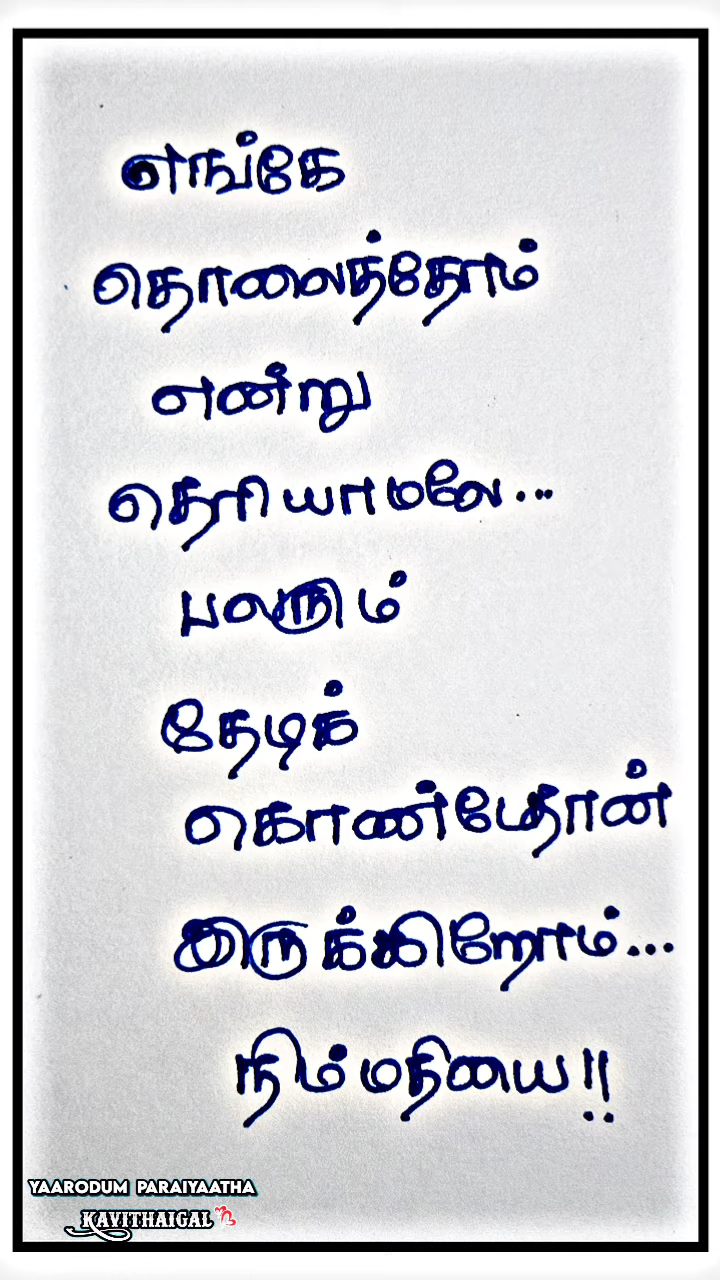 எங்கே
தொலைத்தோம்
என்று
தெரியாமலே...
பலரும்
தேடிக்
கொண்டேதான்
இருக்கிறோம்...
நிம்மதியை!!
YAARODUM PARAIYAATHA
KAVITHAIGAL